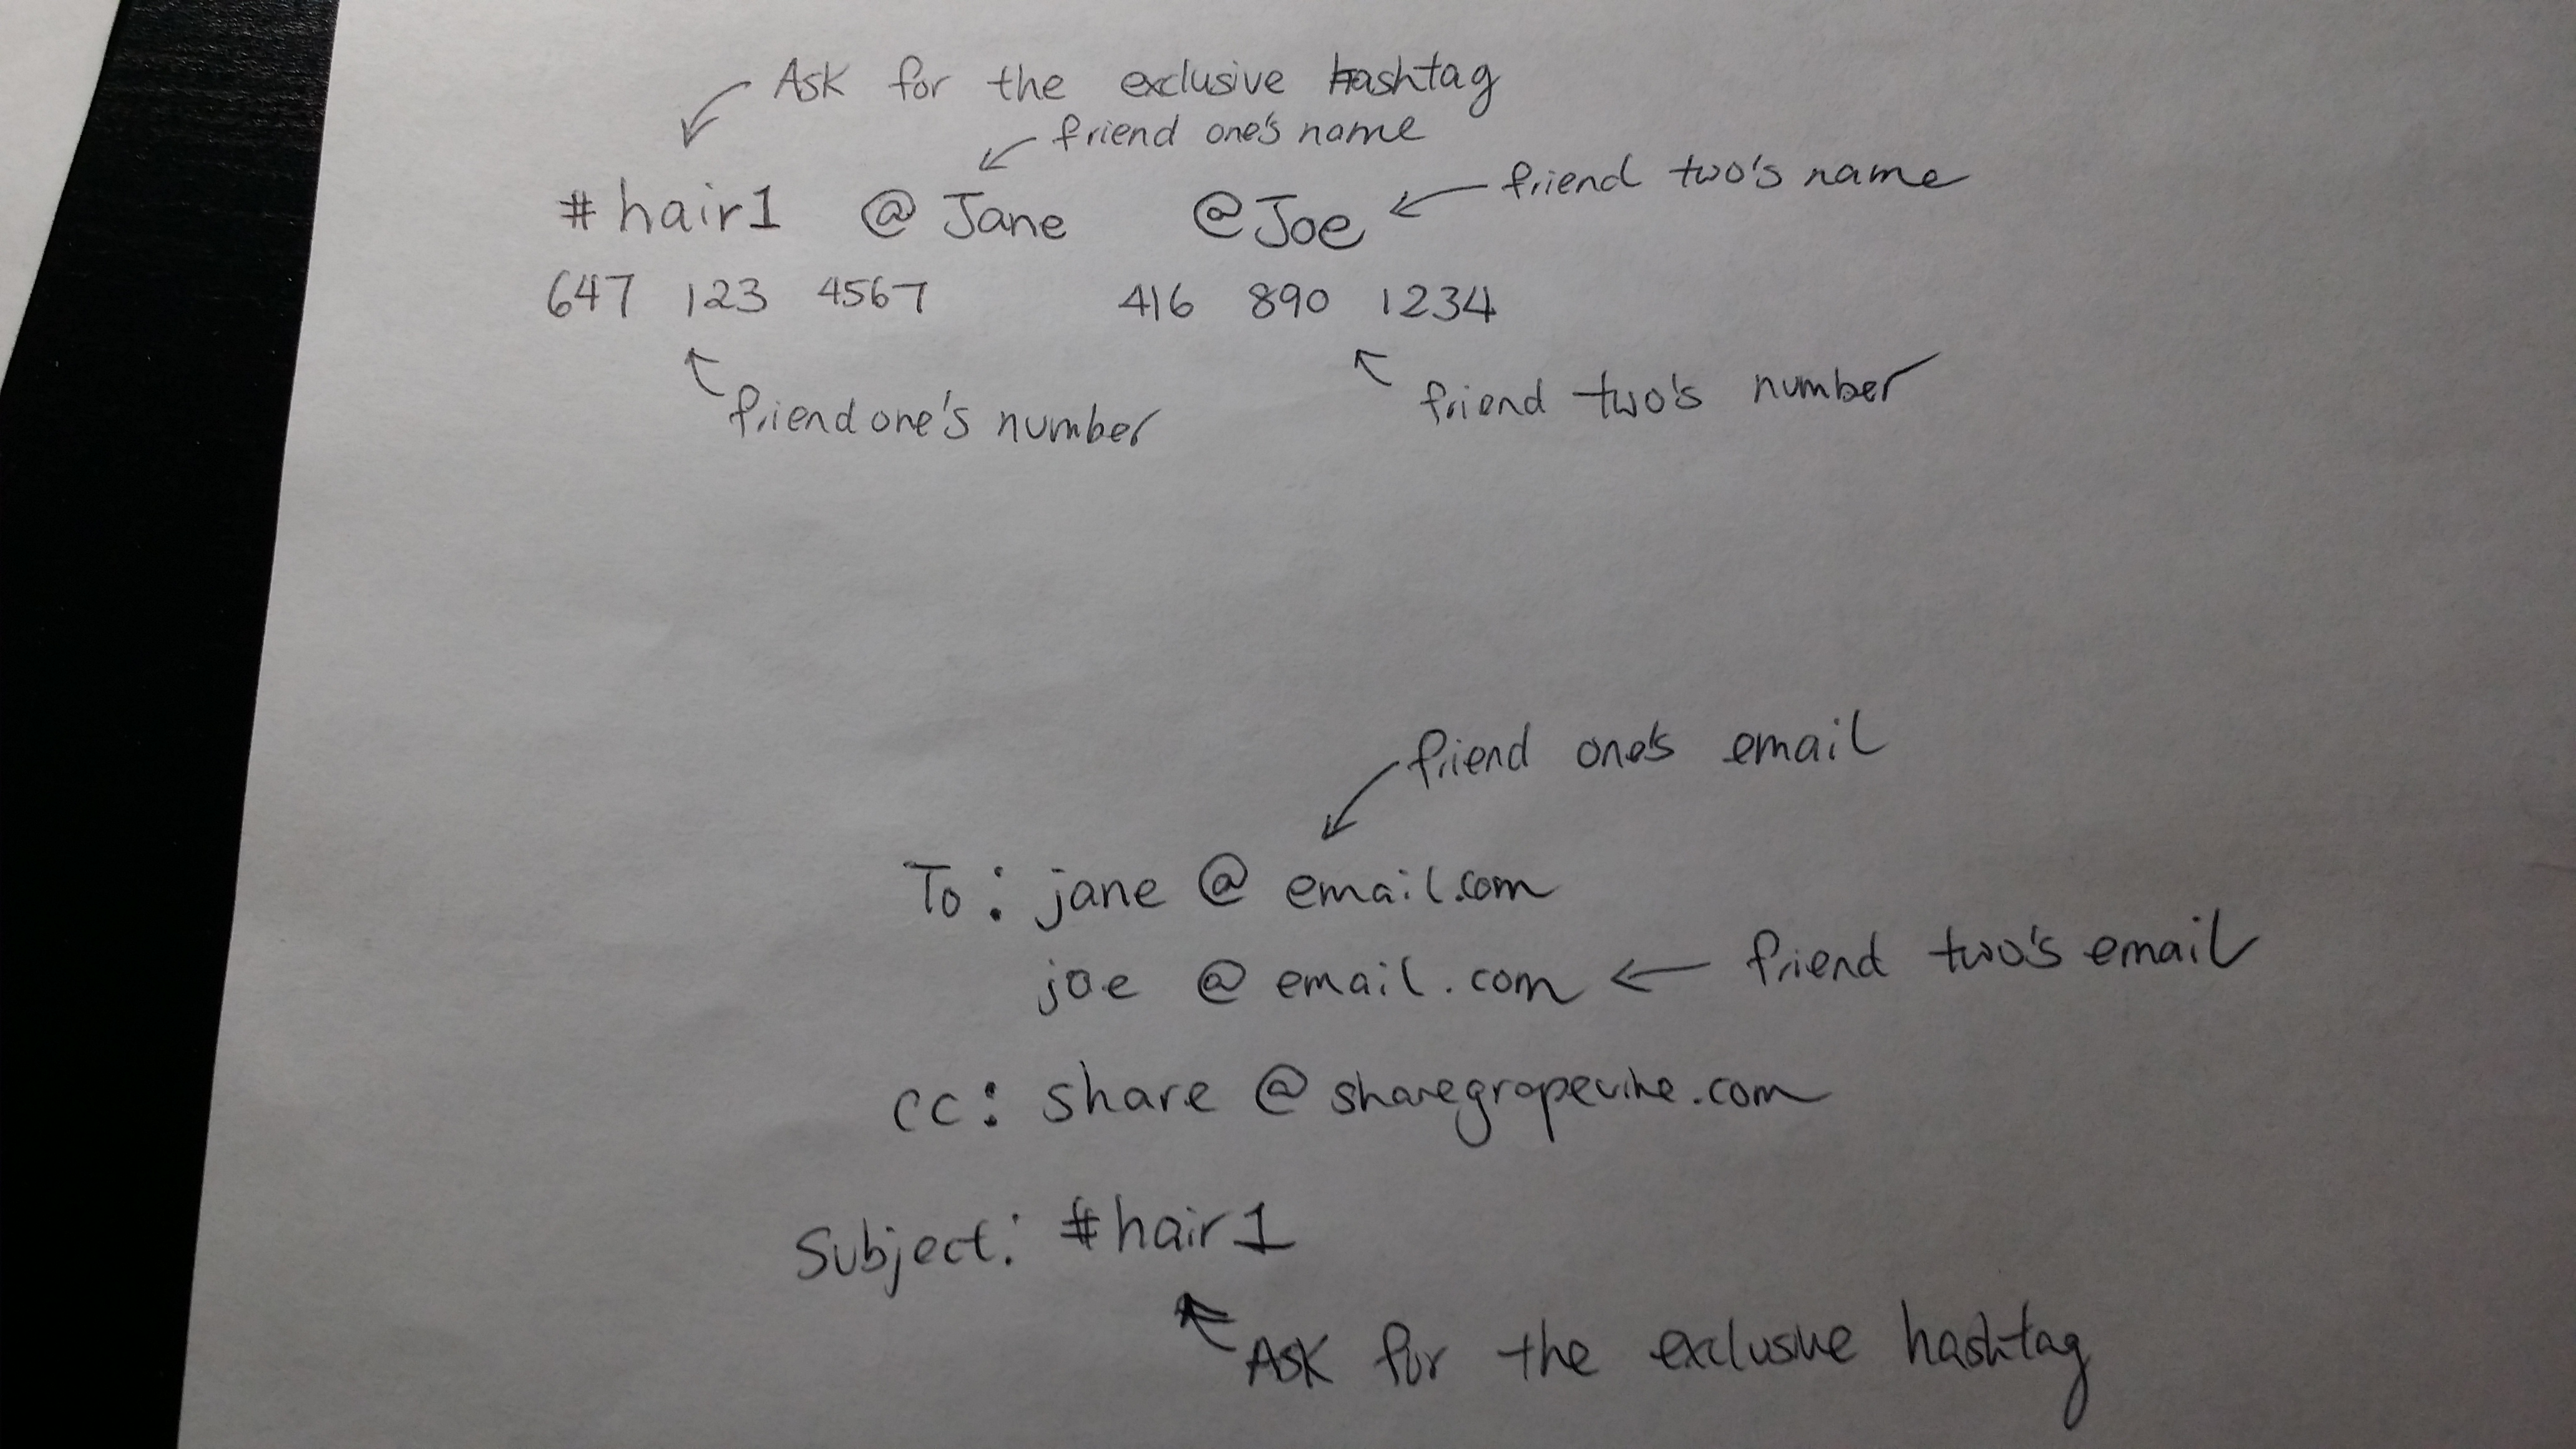 Ask for the exclusive hashtag
friend one's name
#hair1 @Jane @Joe friend two's name
647 123 4567 416 890 1234
friend one's number friend two's number
friend one's email
To: jane@email.com
joe@email.com friend two's email
cc: share@sharegrapevine.com
Subject: #hair1
Ask for the exclusive hashtag